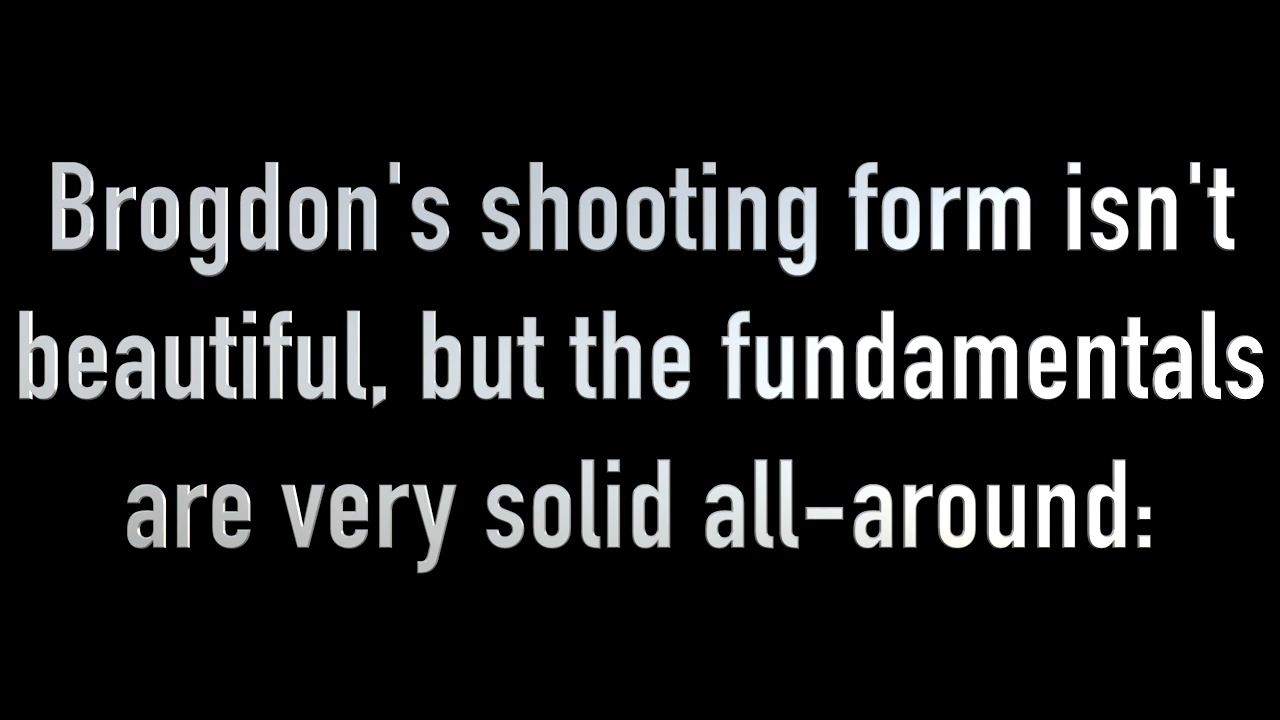 Brogdon's shooting form isn't
beautiful, but the fundamentals
are very solid all-around: